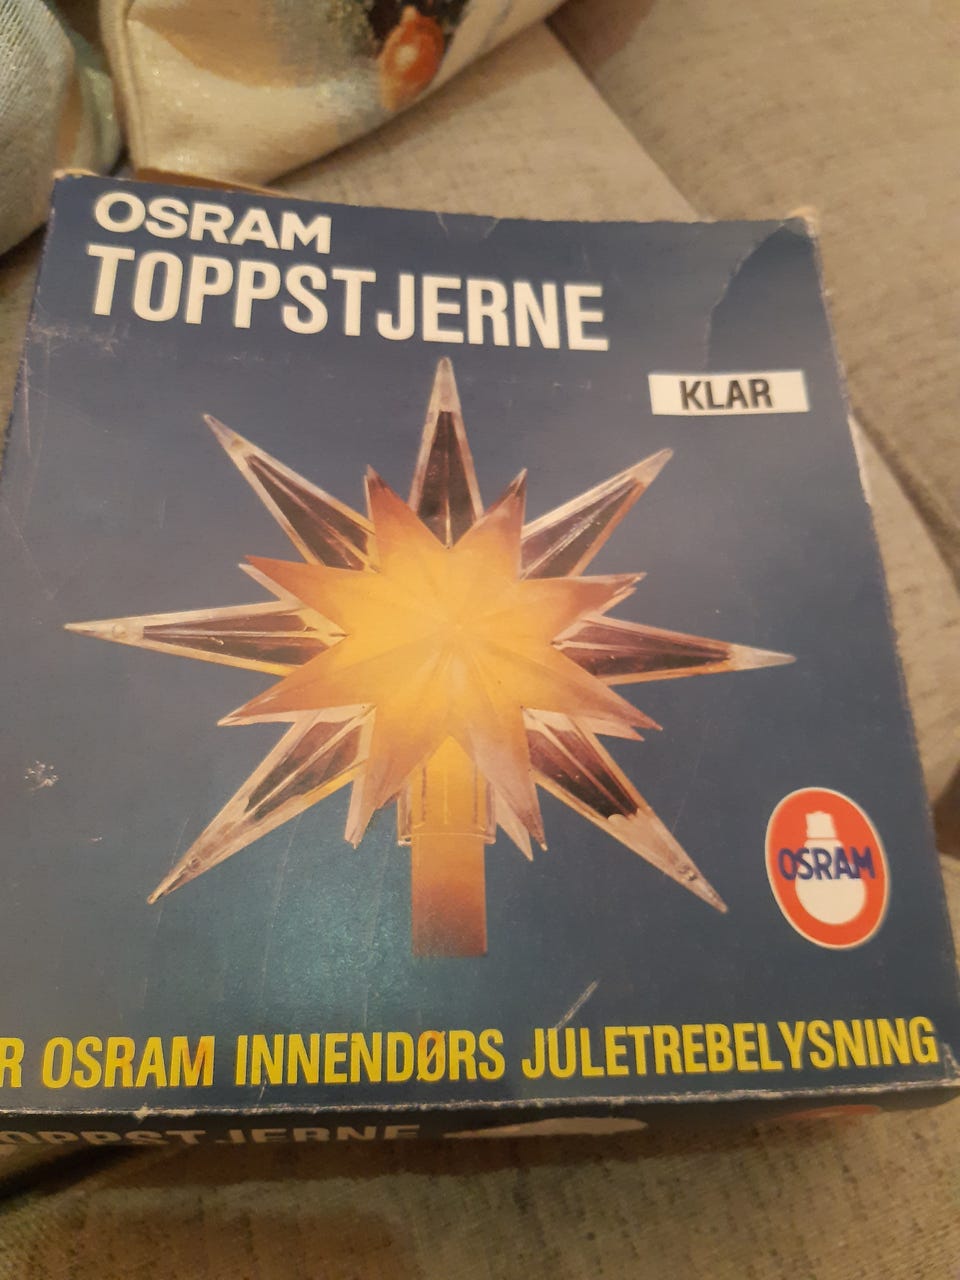 OSRAM
TOPPSTJERNE
KLAR
OSRAM
R OSRAM INNENDØRS JULETREBELYSNING
TOPPSTJERNE